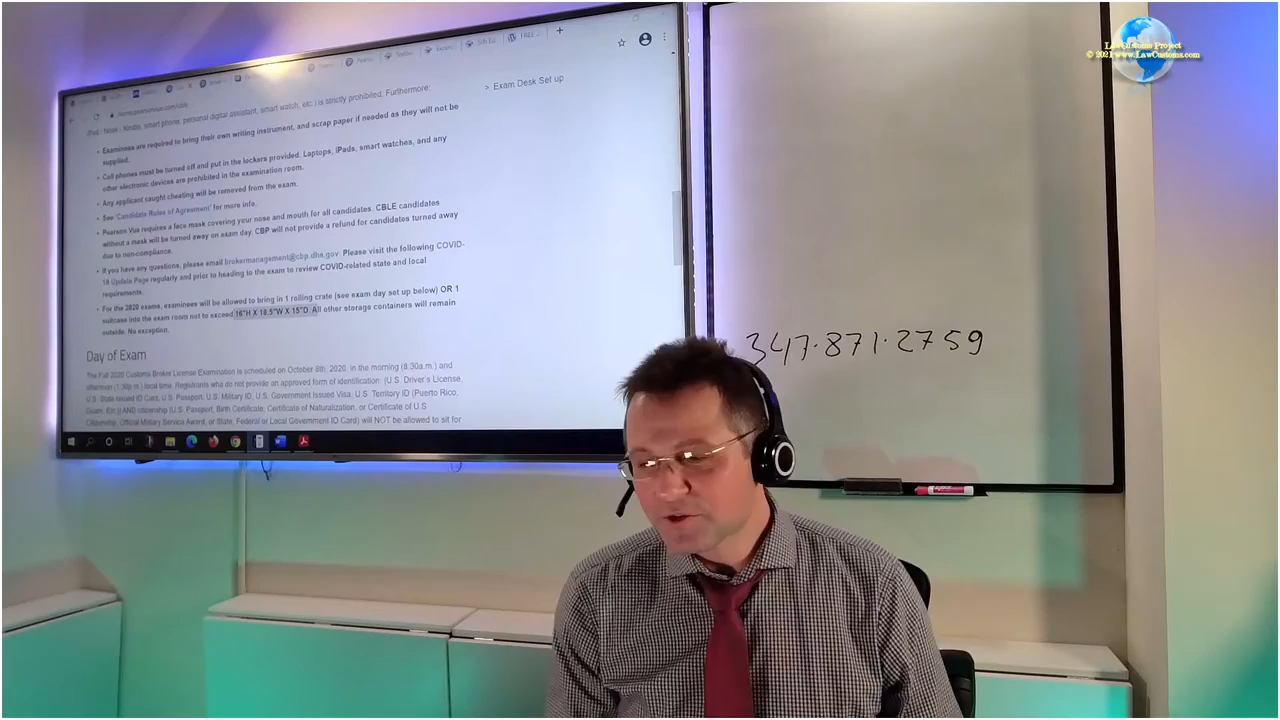 LawCustoms Project
© 2021 www.LawCustoms.com
iPad, Nook, Kindle, smart phone, personal digital assistant, smart watch, etc.) is strictly prohibited. Furthermore:
> Exam Desk Set up
• Examinees are required to bring their own writing instrument, and scrap paper if needed as they will not be
supplied.
• Cell phones must be turned off and put in the lockers provided. Laptops, iPads, smart watches, and any
other electronic devices are prohibited in the examination room.
• Any applicant caught cheating will be removed from the exam.
• See 'Candidate Rules of Agreement' for more info.
• Pearson Vue requires a face mask covering your nose and mouth for all candidates. CBLE candidates
without a mask will be turned away on exam day. CBP will not provide a refund for candidates turned away
due to non-compliance.
• If you have any questions, please email brokermanagement@cbp.dhs.gov. Please visit the following COVID-
19 Update Page regularly and prior to heading to the exam to review COVID-related state and local
requirements.
• For the 2020 exams, examinees will be allowed to bring in 1 rolling crate (see exam day set up below) OR 1
suitcase into the exam room not to exceed 16"H X 18.5"W X 15"D. All other storage containers will remain
outside. No exception.
Day of Exam
The Fall 2020 Customs Broker License Examination is scheduled on October 8th, 2020, in the morning (8:30a.m.) and
afternoon (1:30p.m.) local time. Registrants who do not provide an approved form of identification: (U.S. Driver's License,
U.S. State Issued ID Card, U.S. Passport, U.S. Military ID, U.S. Government Issued Visa, U.S. Territory ID (Puerto Rico,
Guam, Etc.)) AND citizenship (U.S. Passport, Birth Certificate, Certificate of Naturalization, or Certificate of U.S
Citizenship, Official Military Service Award, or State, Federal or Local Government ID Card) will NOT be allowed to sit for
347.871.2759